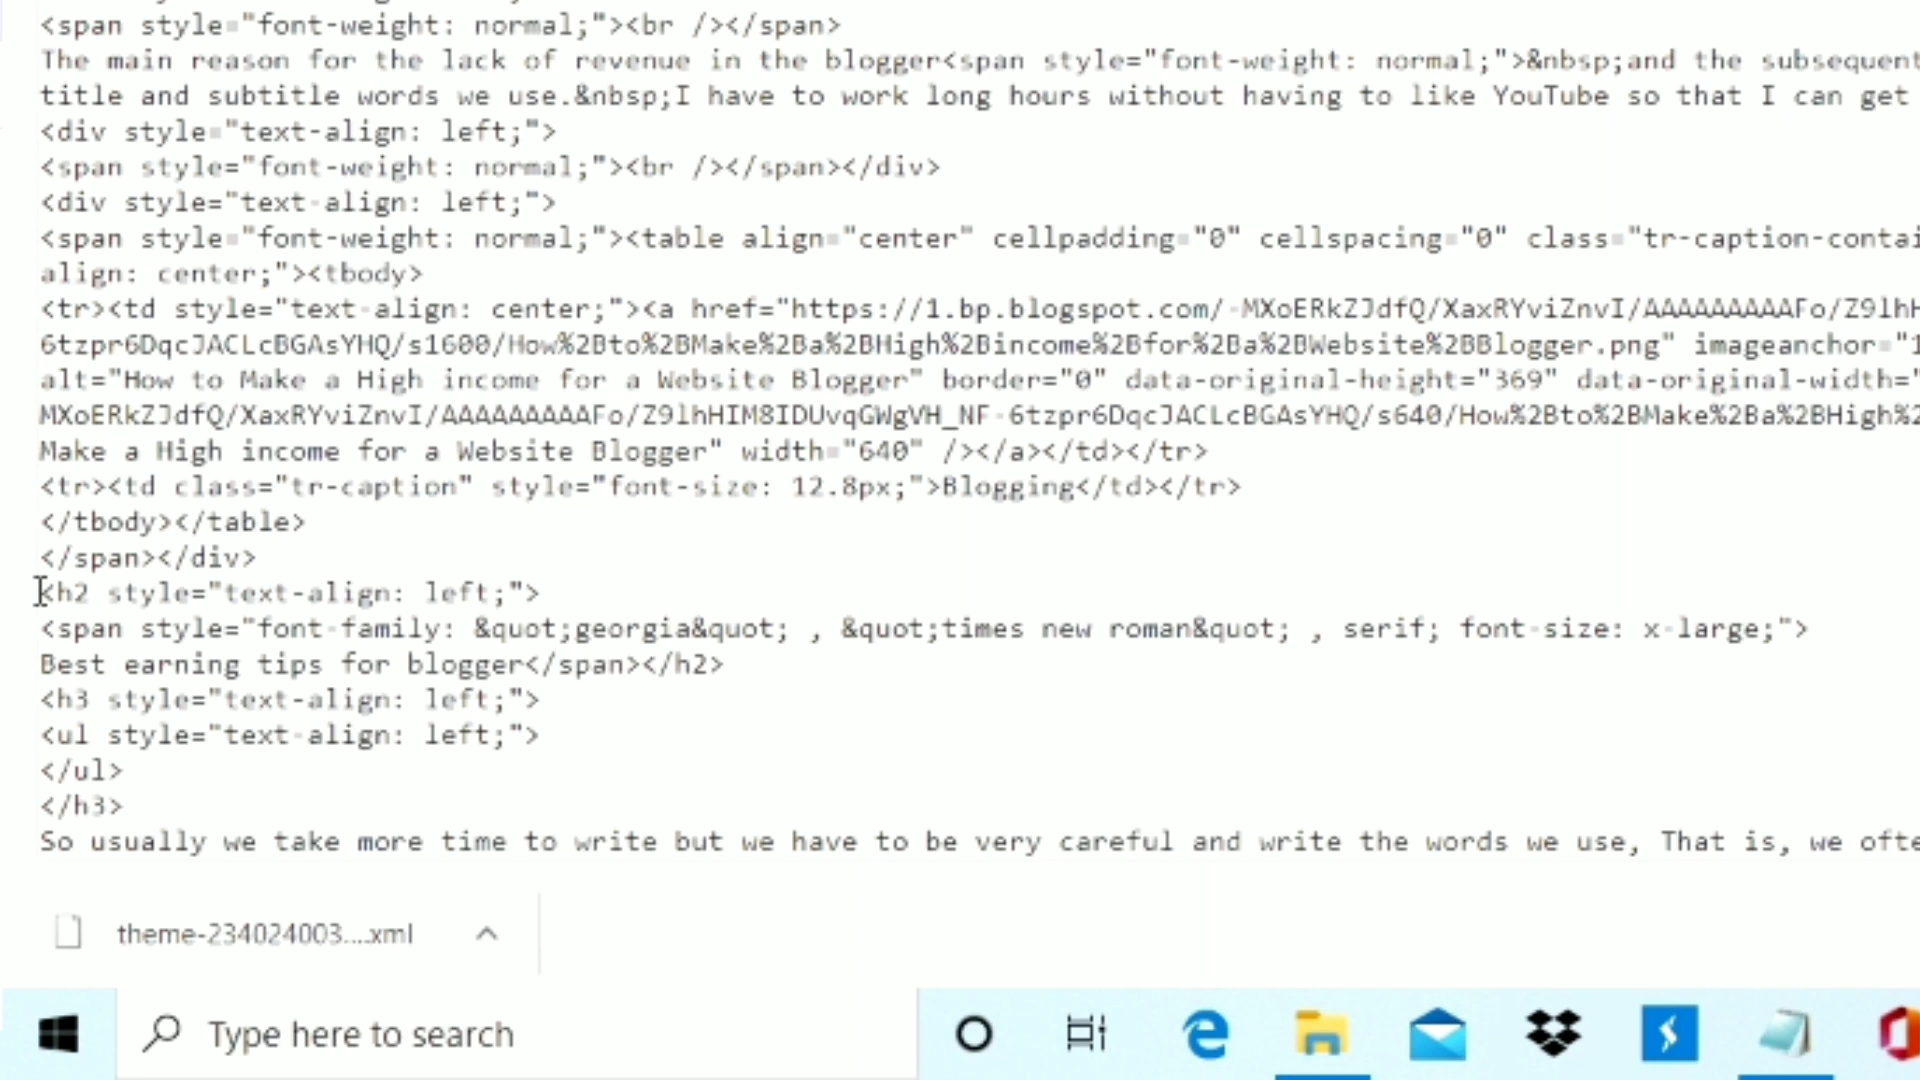 <span style="font-weight: normal;"><br /></span>
The main reason for the lack of revenue in the blogger<span style="font-weight: normal;">&nbsp;and the subsequent
title and subtitle words we use.&nbsp;I have to work long hours without having to like YouTube so that I can get
<div style="text-align: left;">
<span style="font-weight: normal;"><br /></span></div>
<div style="text-align: left;">
<span style="font-weight: normal;"><table align="center" cellpadding="0" cellspacing="0" class="tr-caption-contai
align: center;"><tbody>
<tr><td style="text-align: center;"><a href="https://1.bp.blogspot.com/-MXoERkZJdfQ/XaxRYviZnvI/AAAAAAAAAFo/Z9lhH
6tzpr6DqcJACLcBGAsYHQ/s1600/How%2Bto%2BMake%2Ba%2BHigh%2Bincome%2Bfor%2Ba%2BWebsite%2BBlogger.png" imageanchor="1
alt="How to Make a High income for a Website Blogger" border="0" data-original-height="369" data-original-width="
MXoERkZJdfQ/XaxRYviZnvI/AAAAAAAAAFo/Z9lhHIM8IDUvqGWgVH_NF-6tzpr6DqcJACLcBGAsYHQ/s640/How%2Bto%2BMake%2Ba%2BHigh%2
Make a High income for a Website Blogger" width="640" /></a></td></tr>
<tr><td class="tr-caption" style="font-size: 12.8px;">Blogging</td></tr>
</tbody></table>
</span></div>
<h2 style="text-align: left;">
<span style="font-family: &quot;georgia&quot; , &quot;times new roman&quot; , serif; font-size: x-large;">
Best earning tips for blogger</span></h2>
<h3 style="text-align: left;">
<ul style="text-align: left;">
</ul>
</h3>
So usually we take more time to write but we have to be very careful and write the words we use, That is, we ofte
theme-234024003....xml
Type here to search